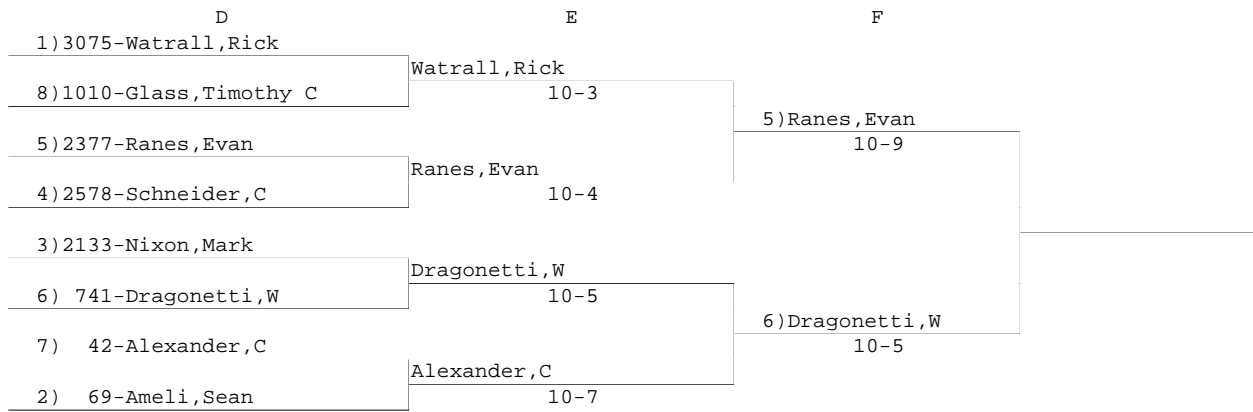 D E F
1)3075-Watrall,Rick
Watrall,Rick
8)1010-Glass,Timothy C 10-3
5)Ranes,Evan
5)2377-Ranes,Evan 10-9
Ranes,Evan
4)2578-Schneider,C 10-4
3)2133-Nixon,Mark
Dragonetti,W
6) 741-Dragonetti,W 10-5
6)Dragonetti,W
7) 42-Alexander,C 10-5
Alexander,C
2) 69-Ameli,Sean 10-7